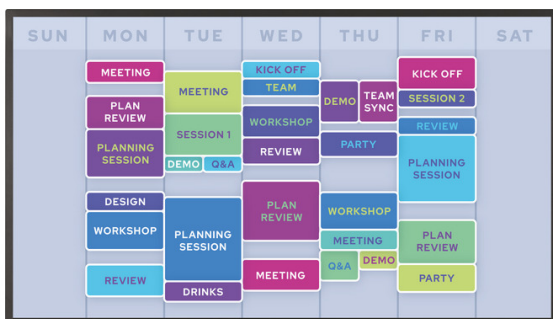 SUN MON TUE WED THU FRI SAT
MEETING
PLAN
REVIEW
PLANNING
SESSION
DESIGN
WORKSHOP
REVIEW
MEETING
SESSION 1
DEMO Q&A
PLANNING
SESSION
DRINKS
KICK OFF
TEAM
WORKSHOP
REVIEW
PLAN
REVIEW
MEETING
DEMO
TEAM
SYNC
PARTY
WORKSHOP
MEETING
Q&A
DEMO
KICK OFF
SESSION 2
REVIEW
PLANNING
SESSION
PLAN
REVIEW
PARTY